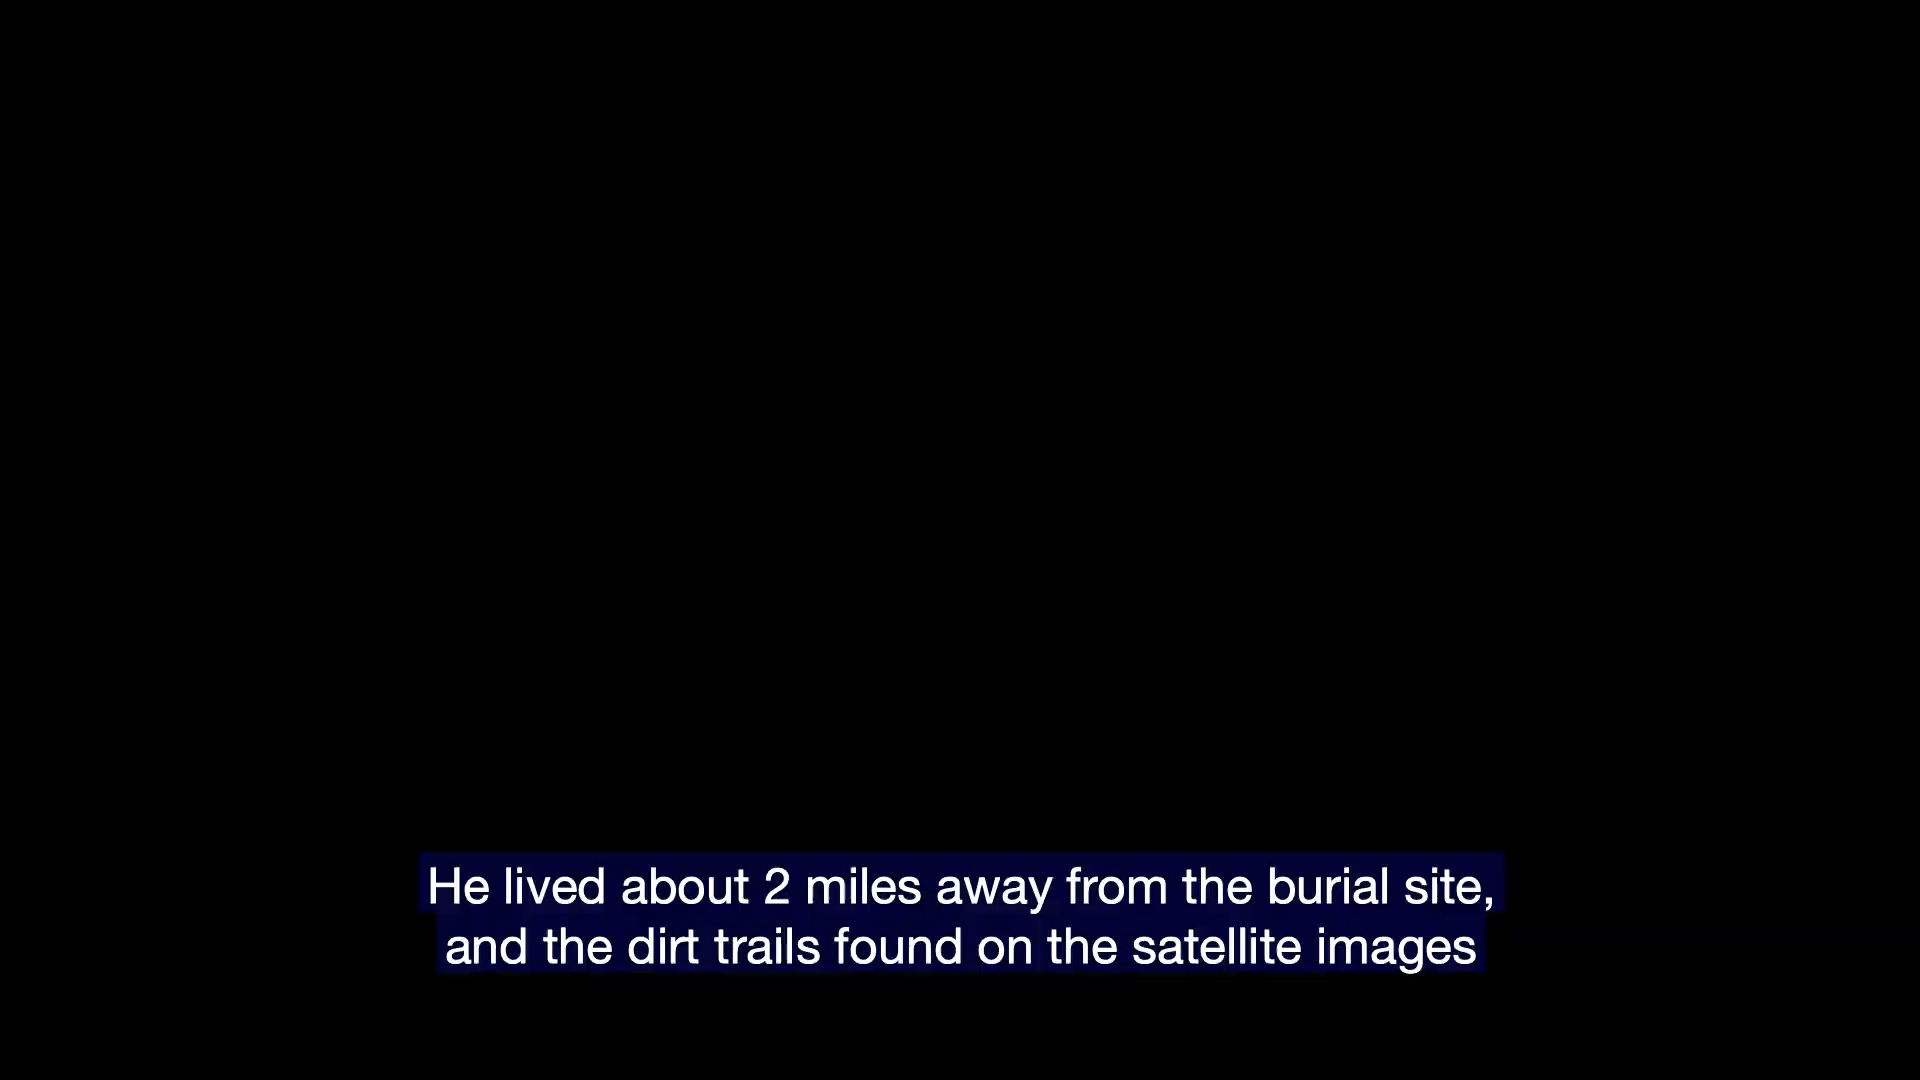 He lived about 2 miles away from the burial site,
and the dirt trails found on the satellite images